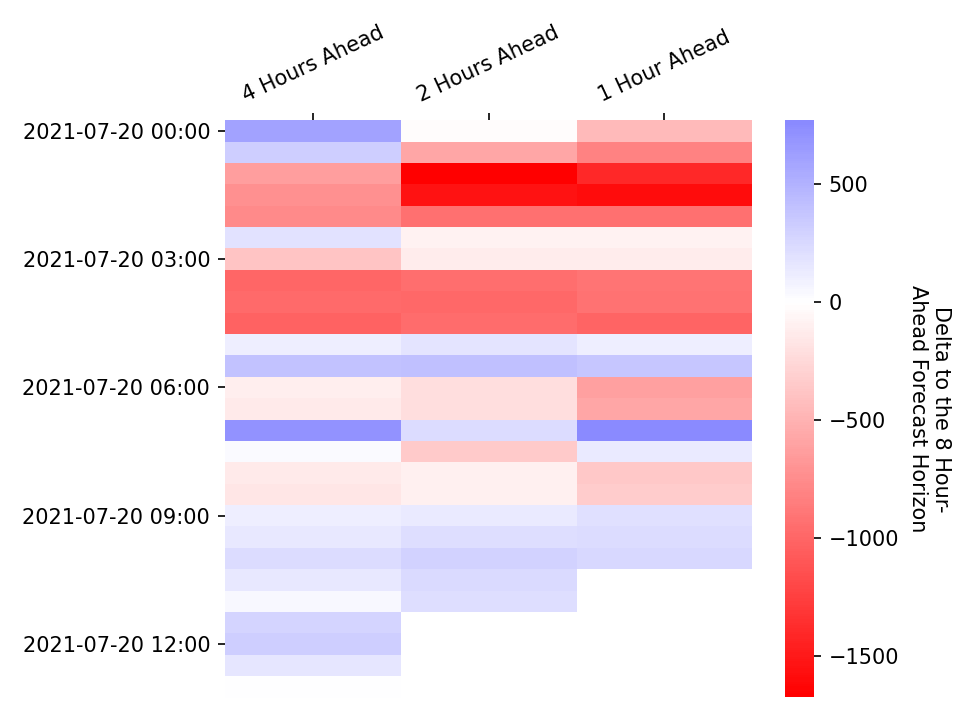 4 Hours Ahead
2 Hours Ahead
1 Hour Ahead
2021-07-20 00:00
2021-07-20 03:00
2021-07-20 06:00
2021-07-20 09:00
2021-07-20 12:00
500
0
−500
−1000
−1500
Delta to the 8 Hour-
Ahead Forecast Horizon